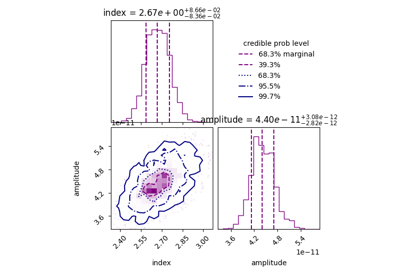 index = 2.67e + 00^{+8.66e−02}_{−8.36e−02}
credible prob level
68.3% marginal
39.3%
68.3%
95.5%
99.7%
1e−11
amplitude = 4.40e − 11^{+3.08e−12}_{−2.82e−12}
amplitude
5.4
4.8
4.2
3.6
2.40
2.55
2.70
2.85
3.00
index
3.6
4.2
4.8
5.4
1e−11
amplitude